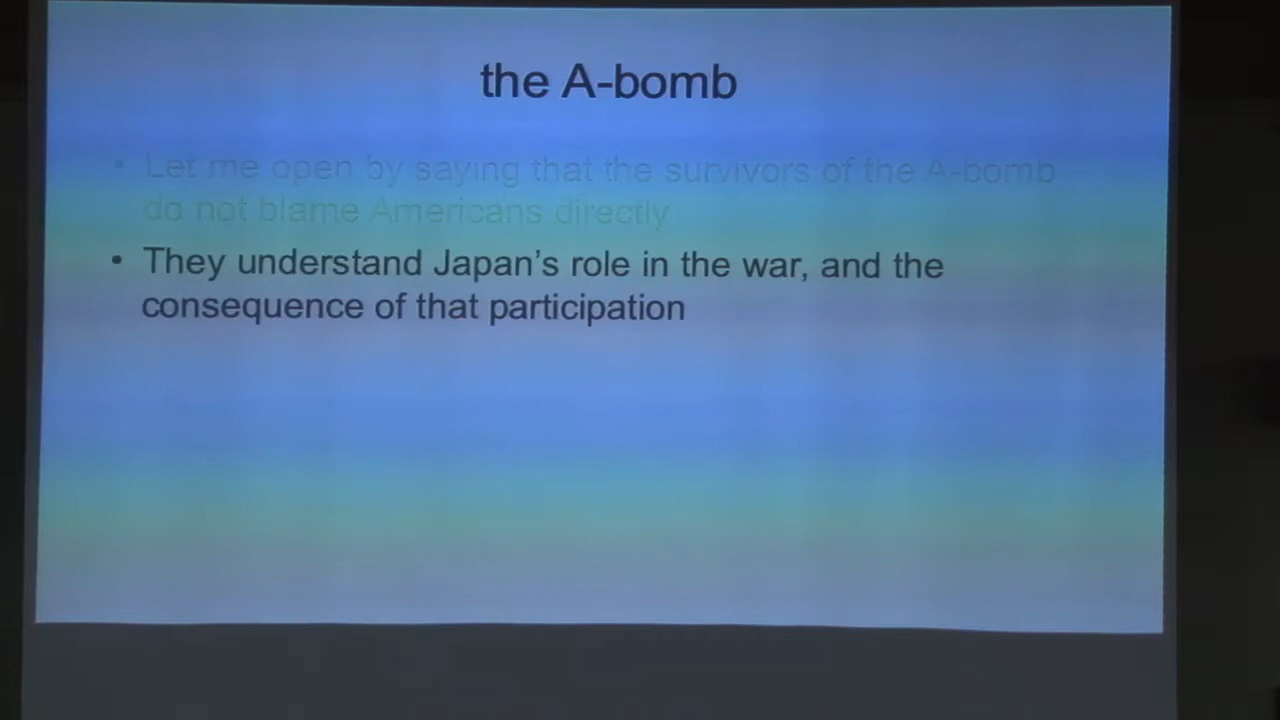 the A-bomb
• Let me open by saying that the survivors of the A-bomb
do not blame Americans directly
• They understand Japan's role in the war, and the
consequence of that participation